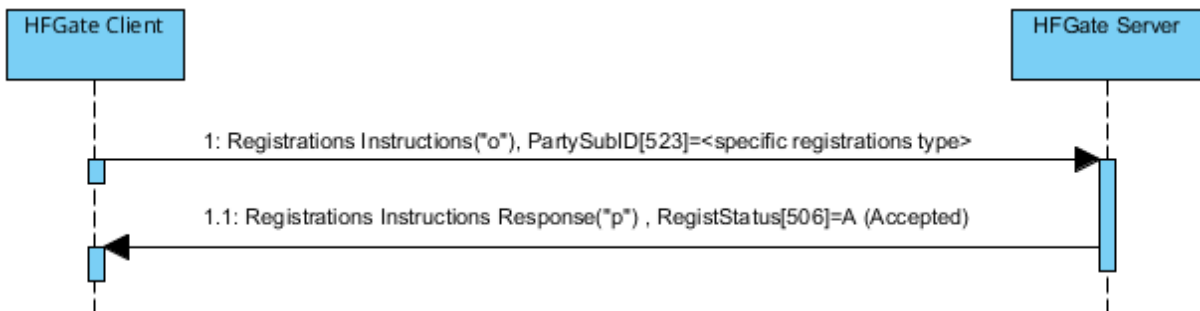 HFGate Client
HFGate Server
1: Registrations Instructions("o"), PartySubID[523]=<specific registrations type>
1.1: Registrations Instructions Response("p") , RegistStatus[506]=A (Accepted)